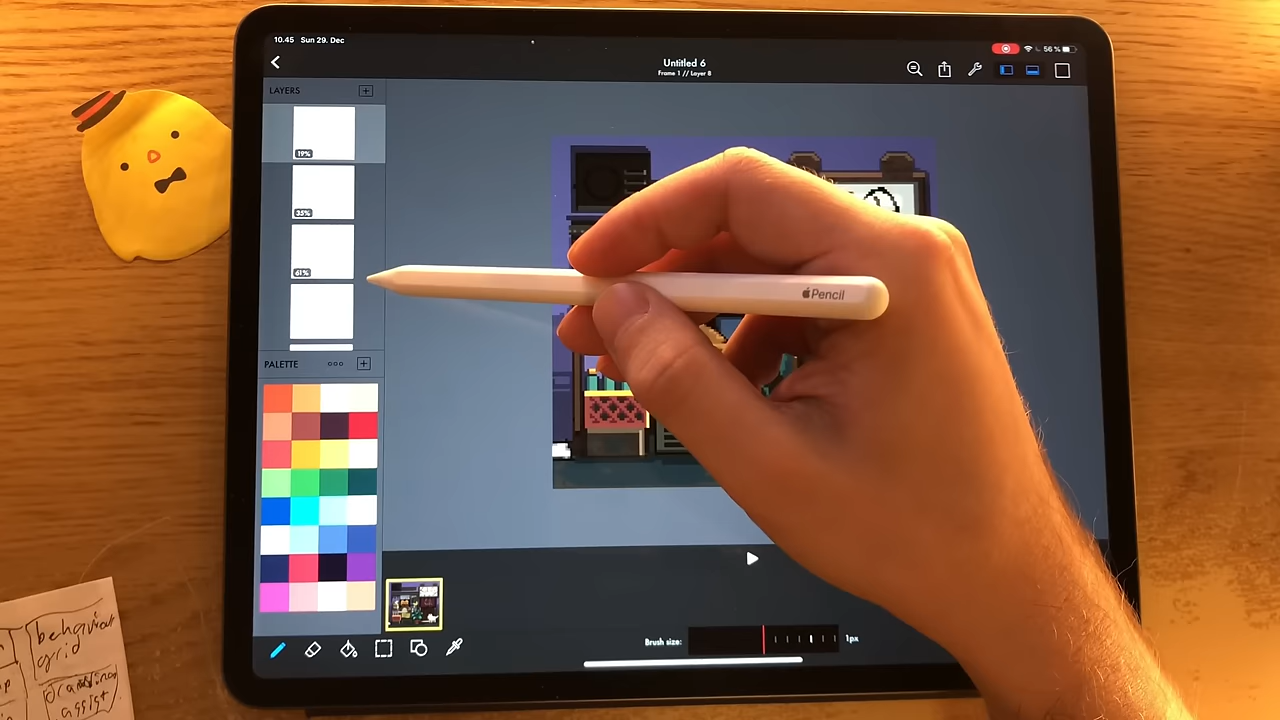 10.45 Sun 29. Dec
56 %
Untitled 6
Frame 1 // Layer 8
LAYERS
19%
35%
61%
Pencil
PALETTE
Brush size:
1px
behaviour
grid
assist